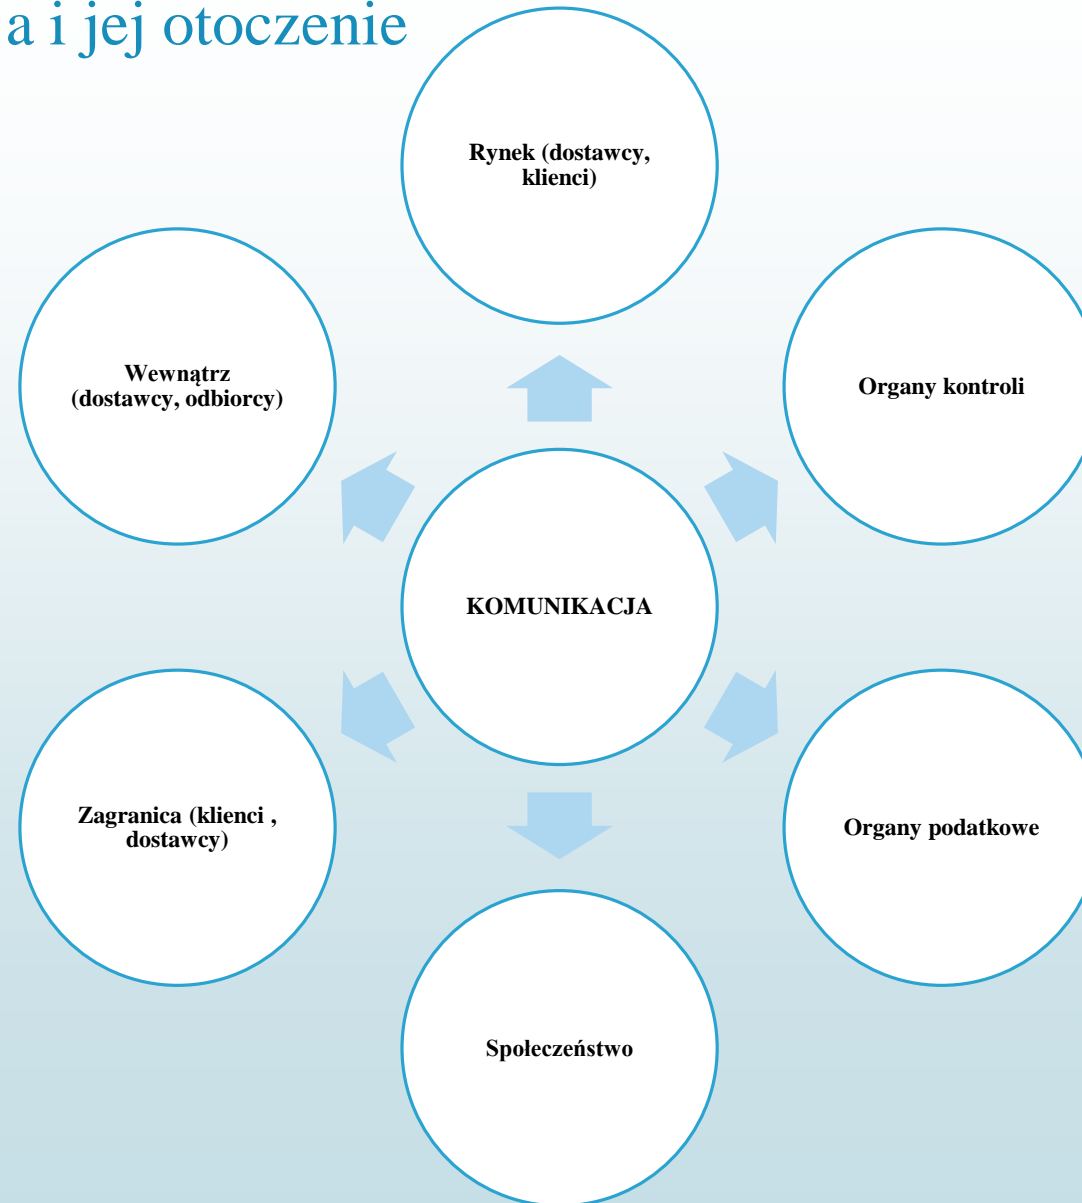 a i jej otoczenie
Rynek (dostawcy,
klienci)
Organy kontroli
Organy podatkowe
Społeczeństwo
Zagranica (klienci ,
dostawcy)
Wewnątrz
(dostawcy, odbiorcy)
KOMUNIKACJA